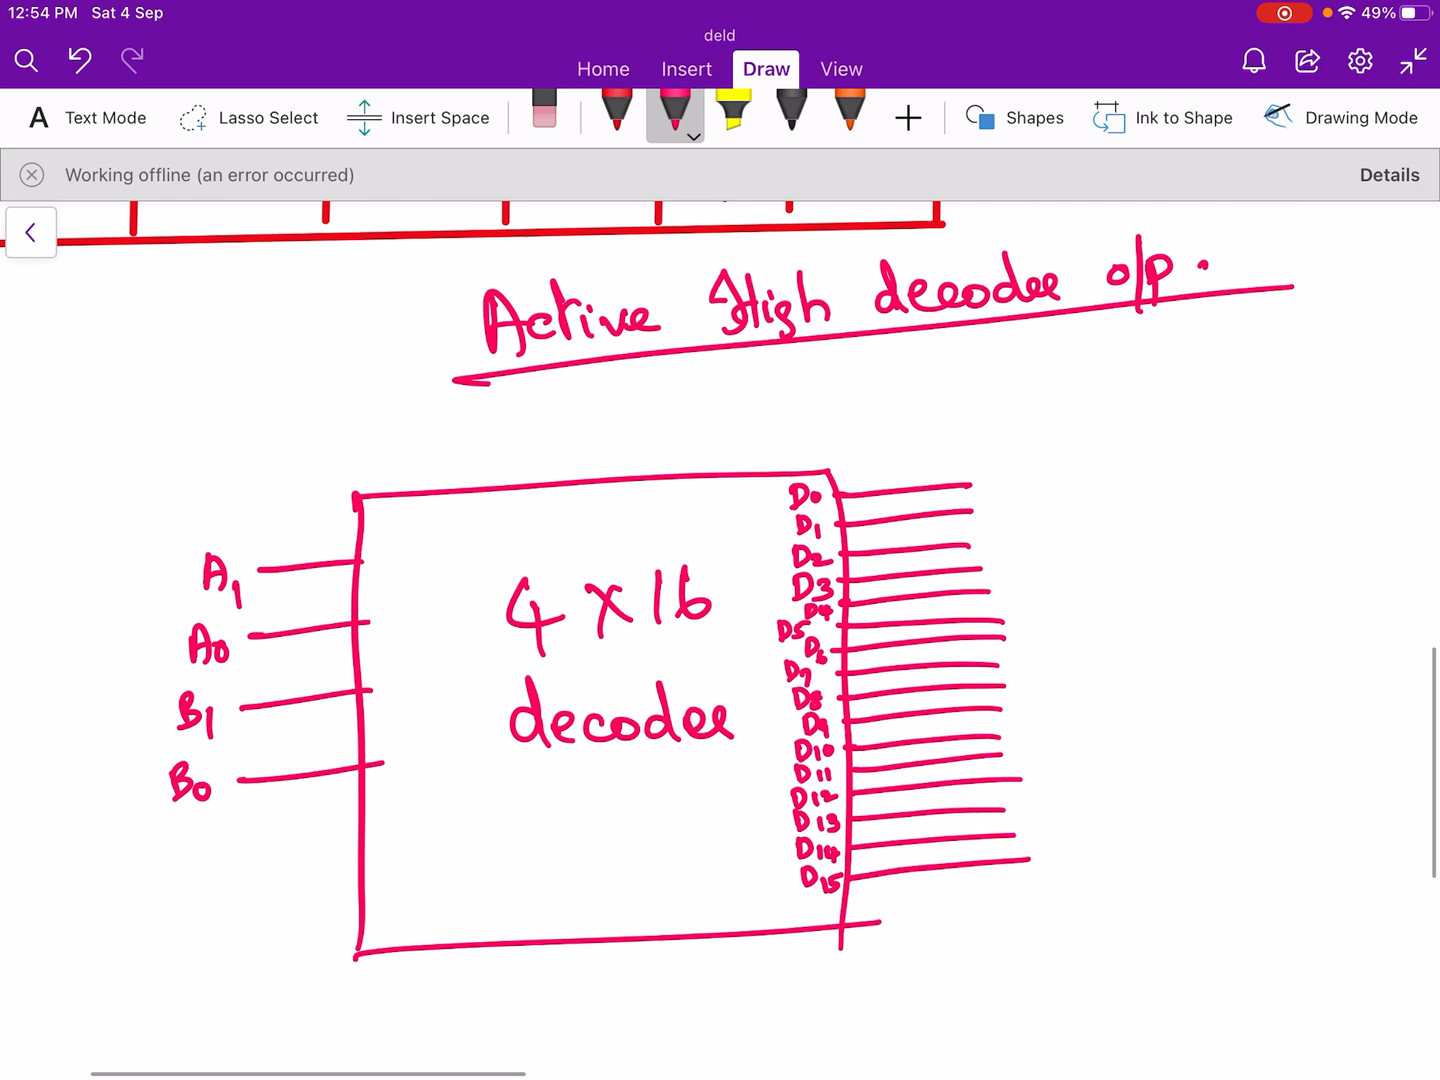 12:54 PM Sat 4 Sep 49%
deld
Home Insert Draw View
A Text Mode Lasso Select Insert Space Shapes Ink to Shape Drawing Mode
Working offline (an error occurred) Details
Active High decoder o/p.
4 x 16
decoder
A1
A0
B1
B0
D0
D1
D2
D3
D4
D5
D6
D7
D8
D9
D10
D11
D12
D13
D14
D15